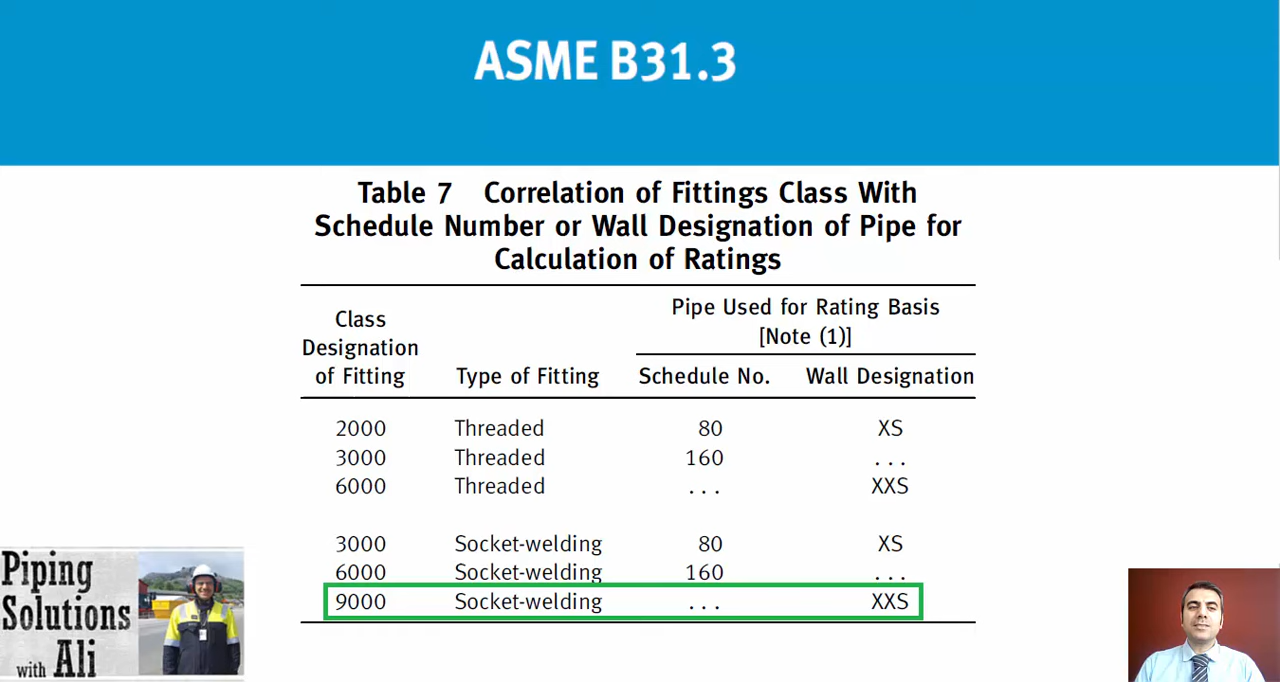 ASME B31.3
Table 7 Correlation of Fittings Class With
Schedule Number or Wall Designation of Pipe for
Calculation of Ratings
Pipe Used for Rating Basis
[Note (1)]
Class
Designation
of Fitting Type of Fitting Schedule No. Wall Designation
2000 Threaded 80 XS
3000 Threaded 160 ...
6000 Threaded ... XXS
3000 Socket-welding 80 XS
6000 Socket-welding 160 ...
9000 Socket-welding ... XXS
Piping
Solutions
with Ali